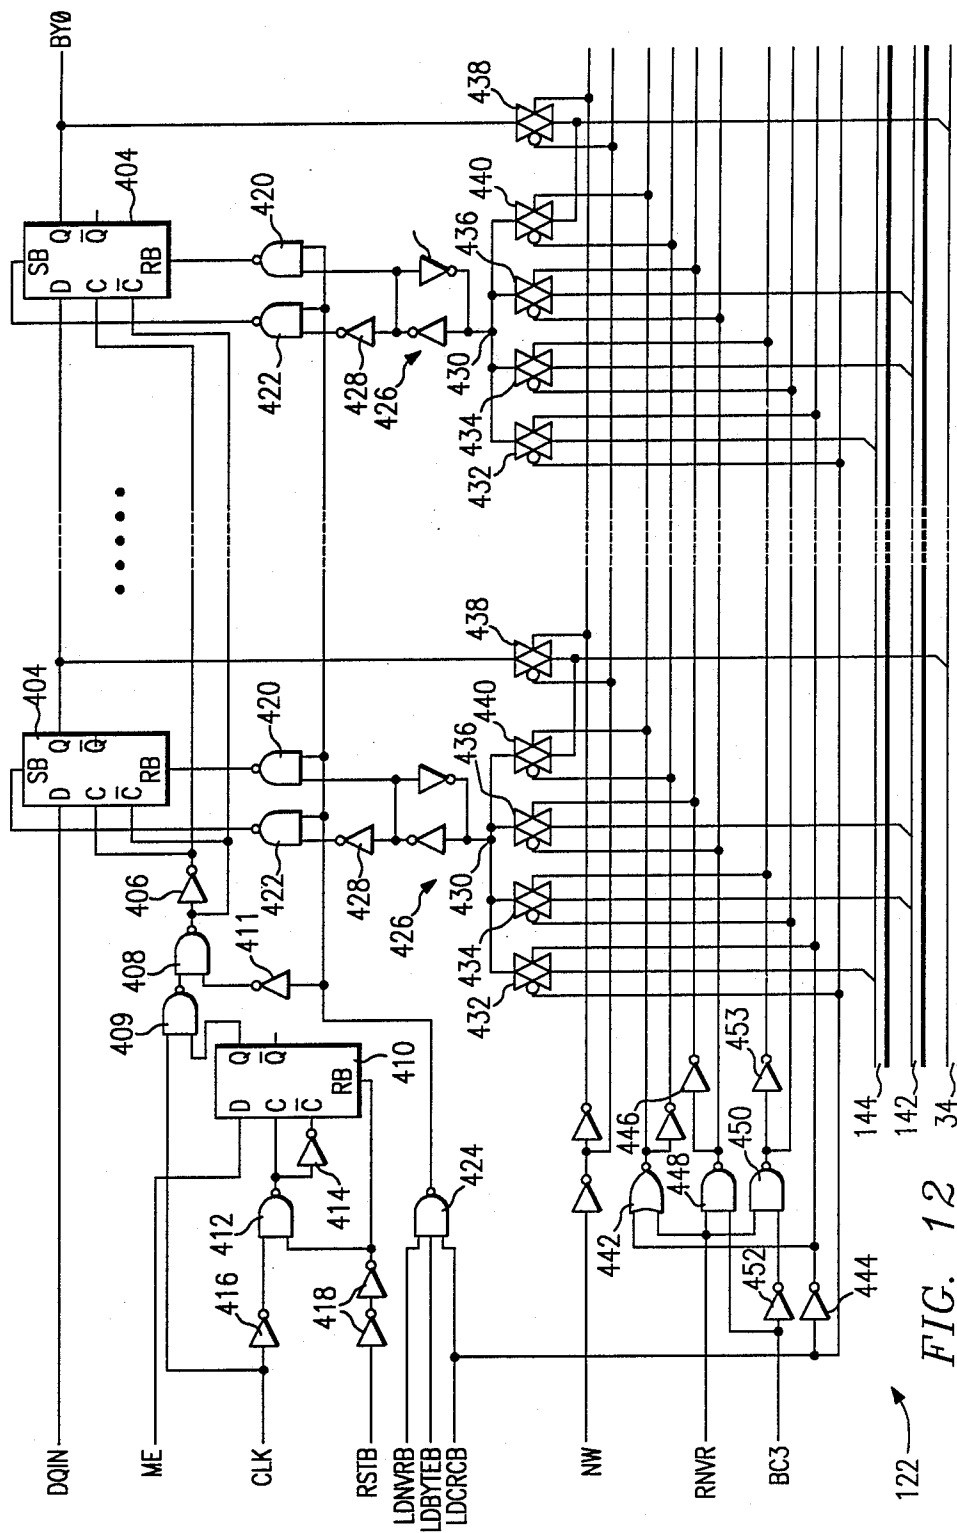 DQIN
ME
CLK
RSTB
LDNVRB
LDBYTEB
LDCRCB
NW
RNVR
BC3
416
418
412
414
D
C
C̅
Q
Q̅
RB
410
424
409
408
406
411
404
SB
D
C
C̅
Q
Q̅
RB
422
420
428
426
430
432
434
436
440
438
404
SB
D
C
C̅
Q
Q̅
RB
422
420
428
426
430
432
434
436
440
438
BY0
442
446
448
450
453
452
444
144
142
34
122
FIG. 12